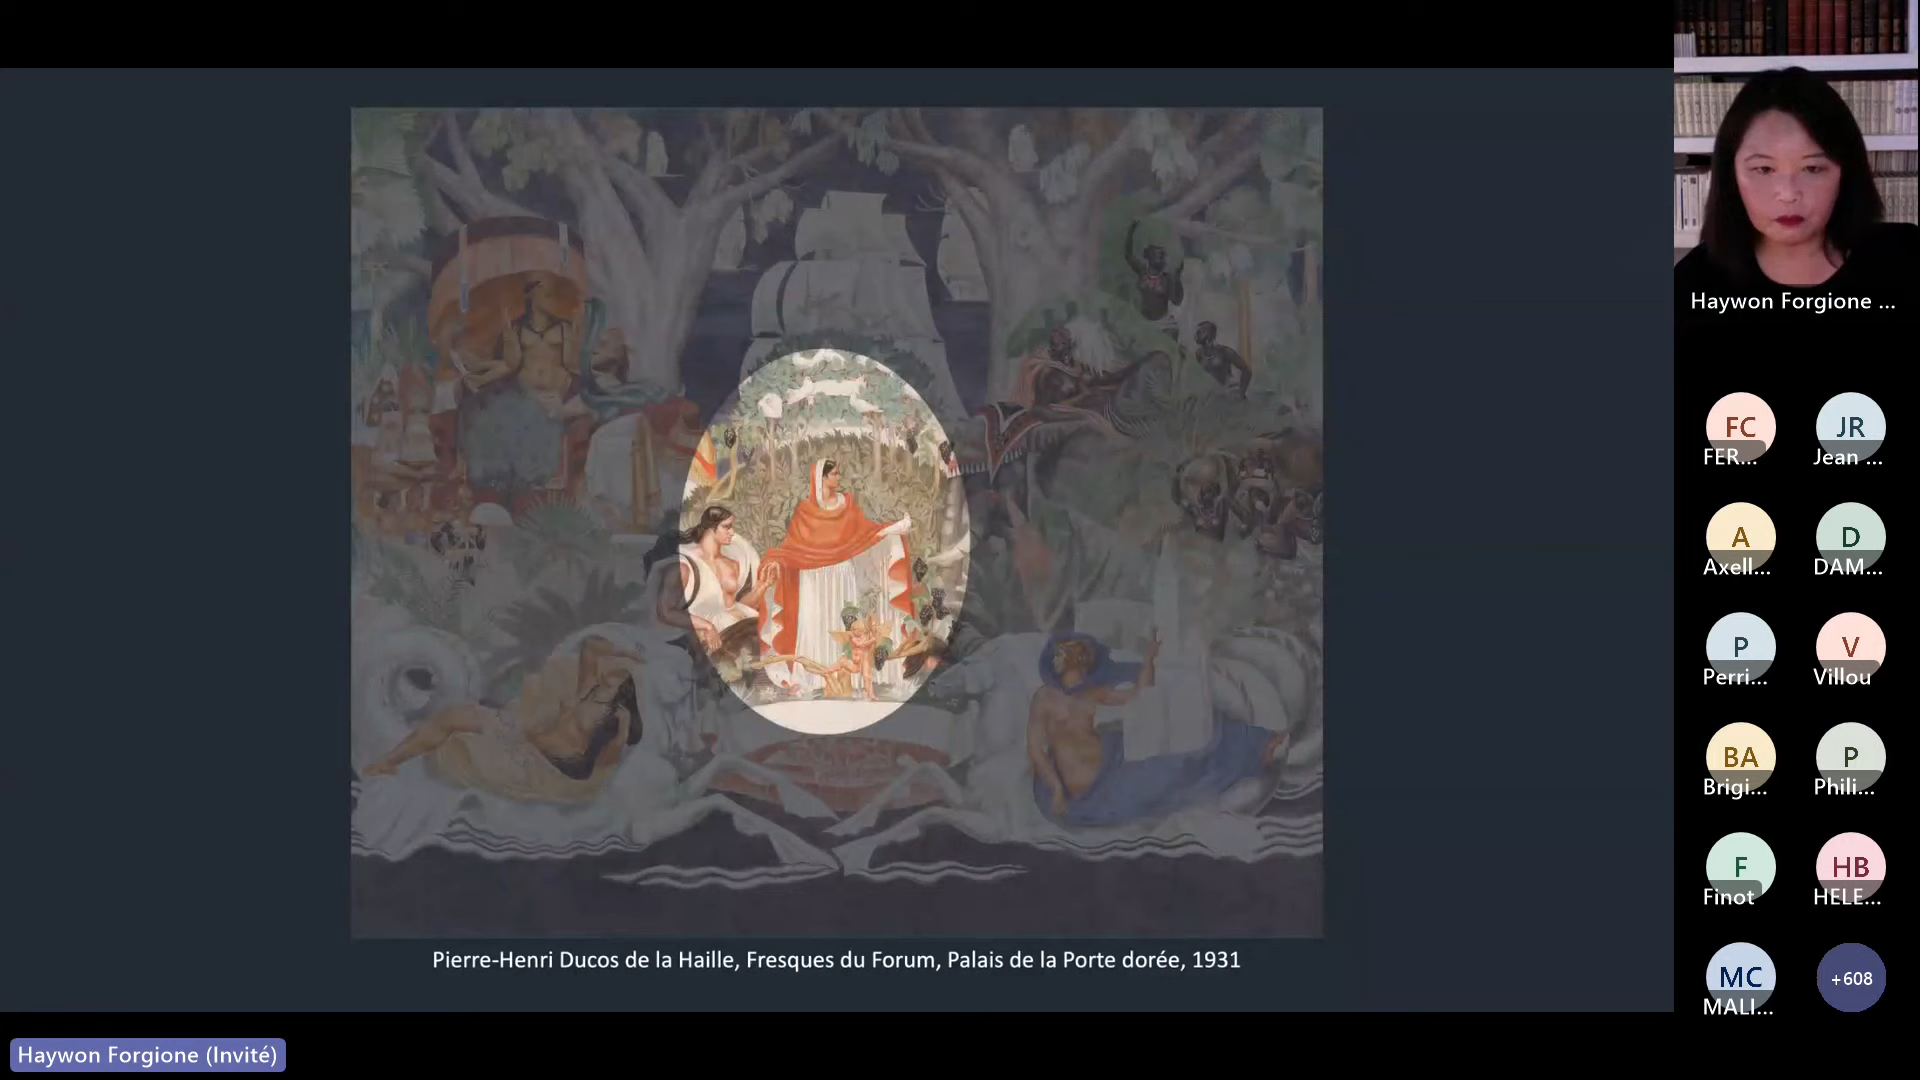 Pierre-Henri Ducos de la Haille, Fresques du Forum, Palais de la Porte dorée, 1931
Haywon Forgione (Invité)
Haywon Forgione ...
FC
FER...
JR
Jean ...
A
Axell...
D
DAM...
P
Perri...
V
Villou
BA
Brigi...
P
Phili...
F
Finot
HB
HELE...
MC
MALI...
+608